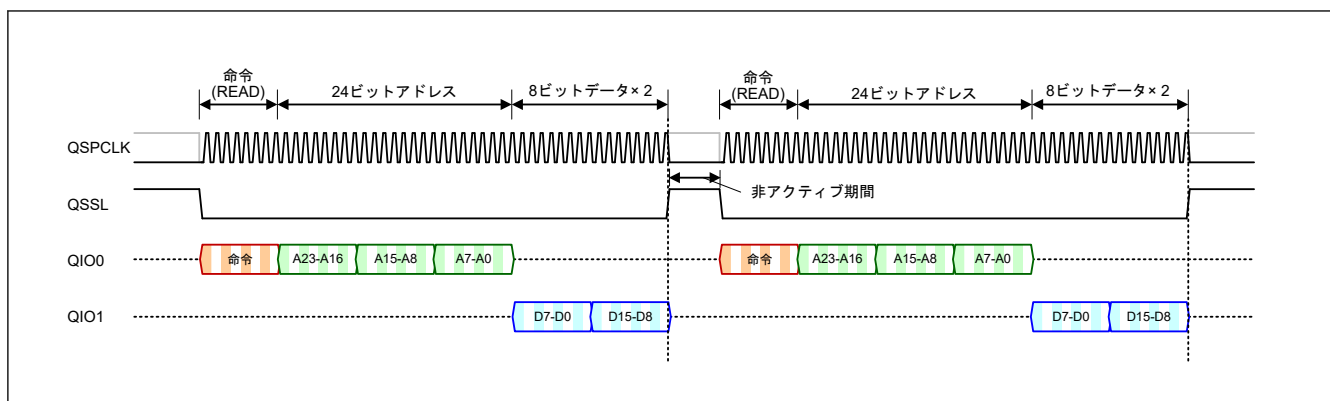 命令
(READ)
24ビットアドレス
8ビットデータ× 2
命令
(READ)
24ビットアドレス
8ビットデータ× 2
QSPCLK
非アクティブ期間
QSSL
QIO0
命令
A23-A16
A15-A8
A7-A0
命令
A23-A16
A15-A8
A7-A0
QIO1
D7-D0
D15-D8
D7-D0
D15-D8